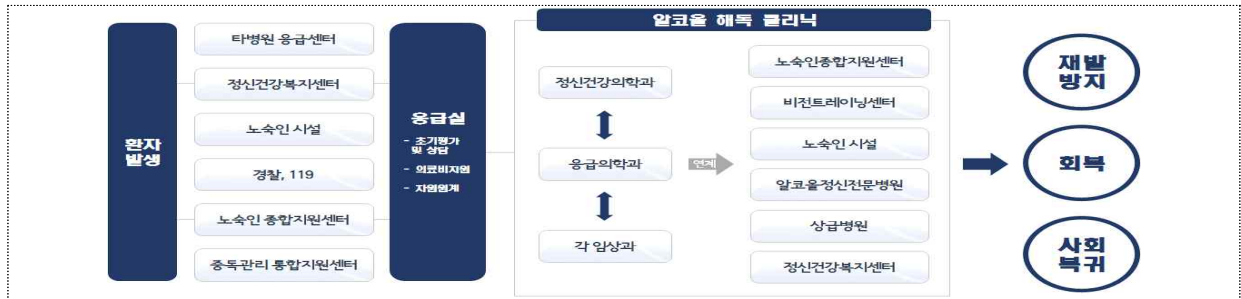 환자
발생
타병원 응급센터
정신건강복지센터
노숙인 시설
경찰, 119
노숙인 종합지원센터
중독관리 통합지원센터
응급실
- 초기평가
및 상담
- 의료비지원
- 자원연계
알코올 해독 클리닉
정신건강의학과
응급의학과
각 임상과
연계
노숙인종합지원센터
비전트레이닝센터
노숙인 시설
알코올정신전문병원
상급병원
정신건강복지센터
재발
방지
회복
사회
복귀